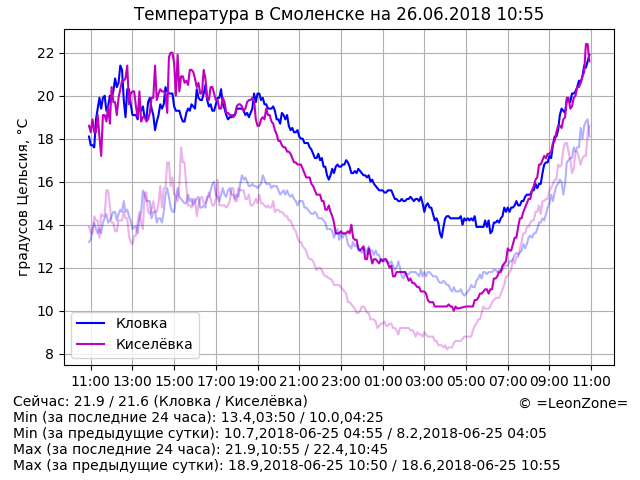 Температура в Смоленске на 26.06.2018 10:55
градусов Цельсия, °C
22
20
18
16
14
12
10
8
Кловка
Киселёвка
11:00 13:00 15:00 17:00 19:00 21:00 23:00 01:00 03:00 05:00 07:00 09:00 11:00
Сейчас: 21.9 / 21.6 (Кловка / Киселёвка)
© =LeonZone=
Min (за последние 24 часа): 13.4,03:50 / 10.0,04:25
Min (за предыдущие сутки): 10.7,2018-06-25 04:55 / 8.2,2018-06-25 04:05
Max (за последние 24 часа): 21.9,10:55 / 22.4,10:45
Max (за предыдущие сутки): 18.9,2018-06-25 10:50 / 18.6,2018-06-25 10:55